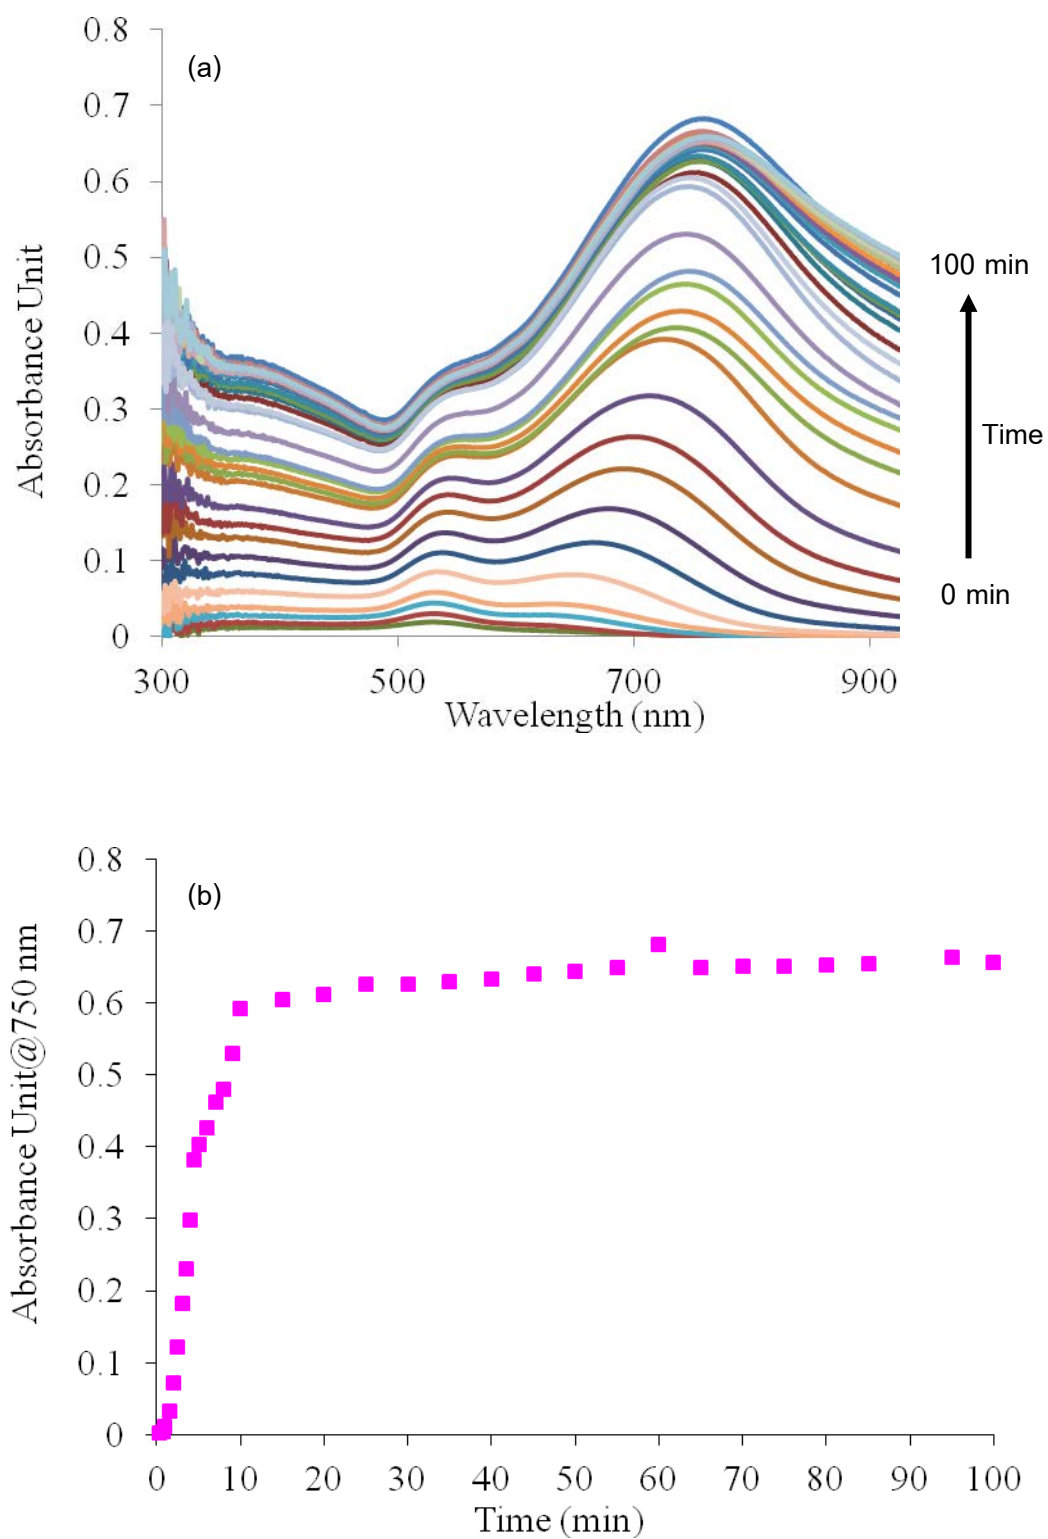 (a)
Absorbance Unit
0.8
0.7
0.6
0.5
0.4
0.3
0.2
0.1
0
300 500 700 900
Wavelength (nm)
100 min
Time
0 min
(b)
Absorbance Unit@750 nm
0.8
0.7
0.6
0.5
0.4
0.3
0.2
0.1
0
0 10 20 30 40 50 60 70 80 90 100
Time (min)